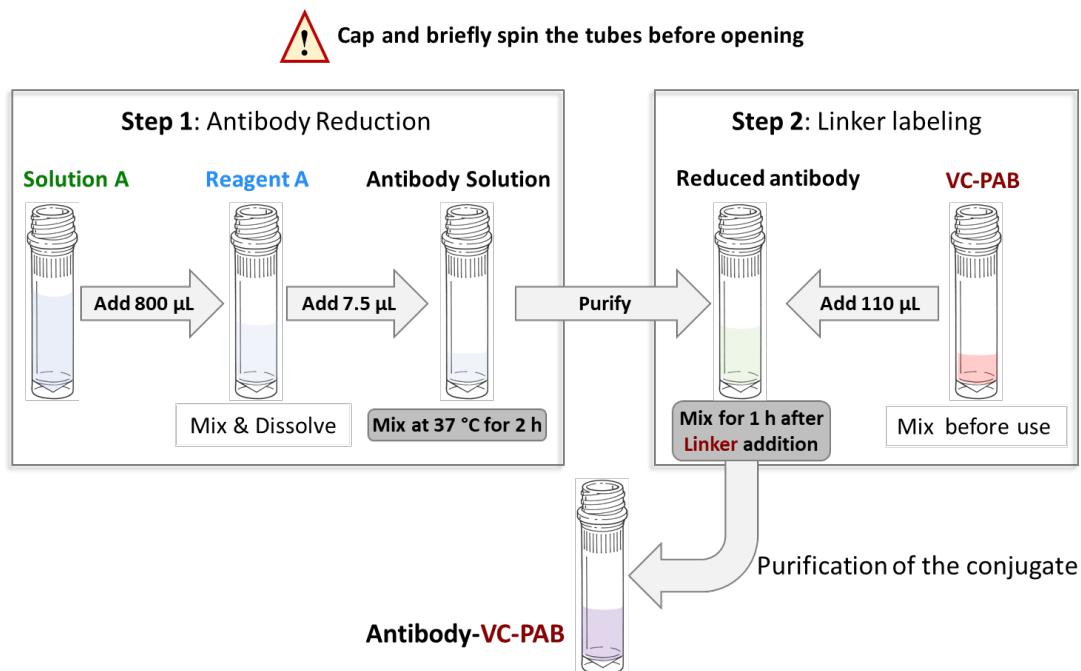 !
Cap and briefly spin the tubes before opening
Step 1: Antibody Reduction
Solution A
Reagent A
Antibody Solution
Add 800 µL
Add 7.5 µL
Mix & Dissolve
Mix at 37 °C for 2 h
Purify
Step 2: Linker labeling
Reduced antibody
VC-PAB
Add 110 µL
Mix for 1 h after
Linker addition
Mix before use
Purification of the conjugate
Antibody-VC-PAB